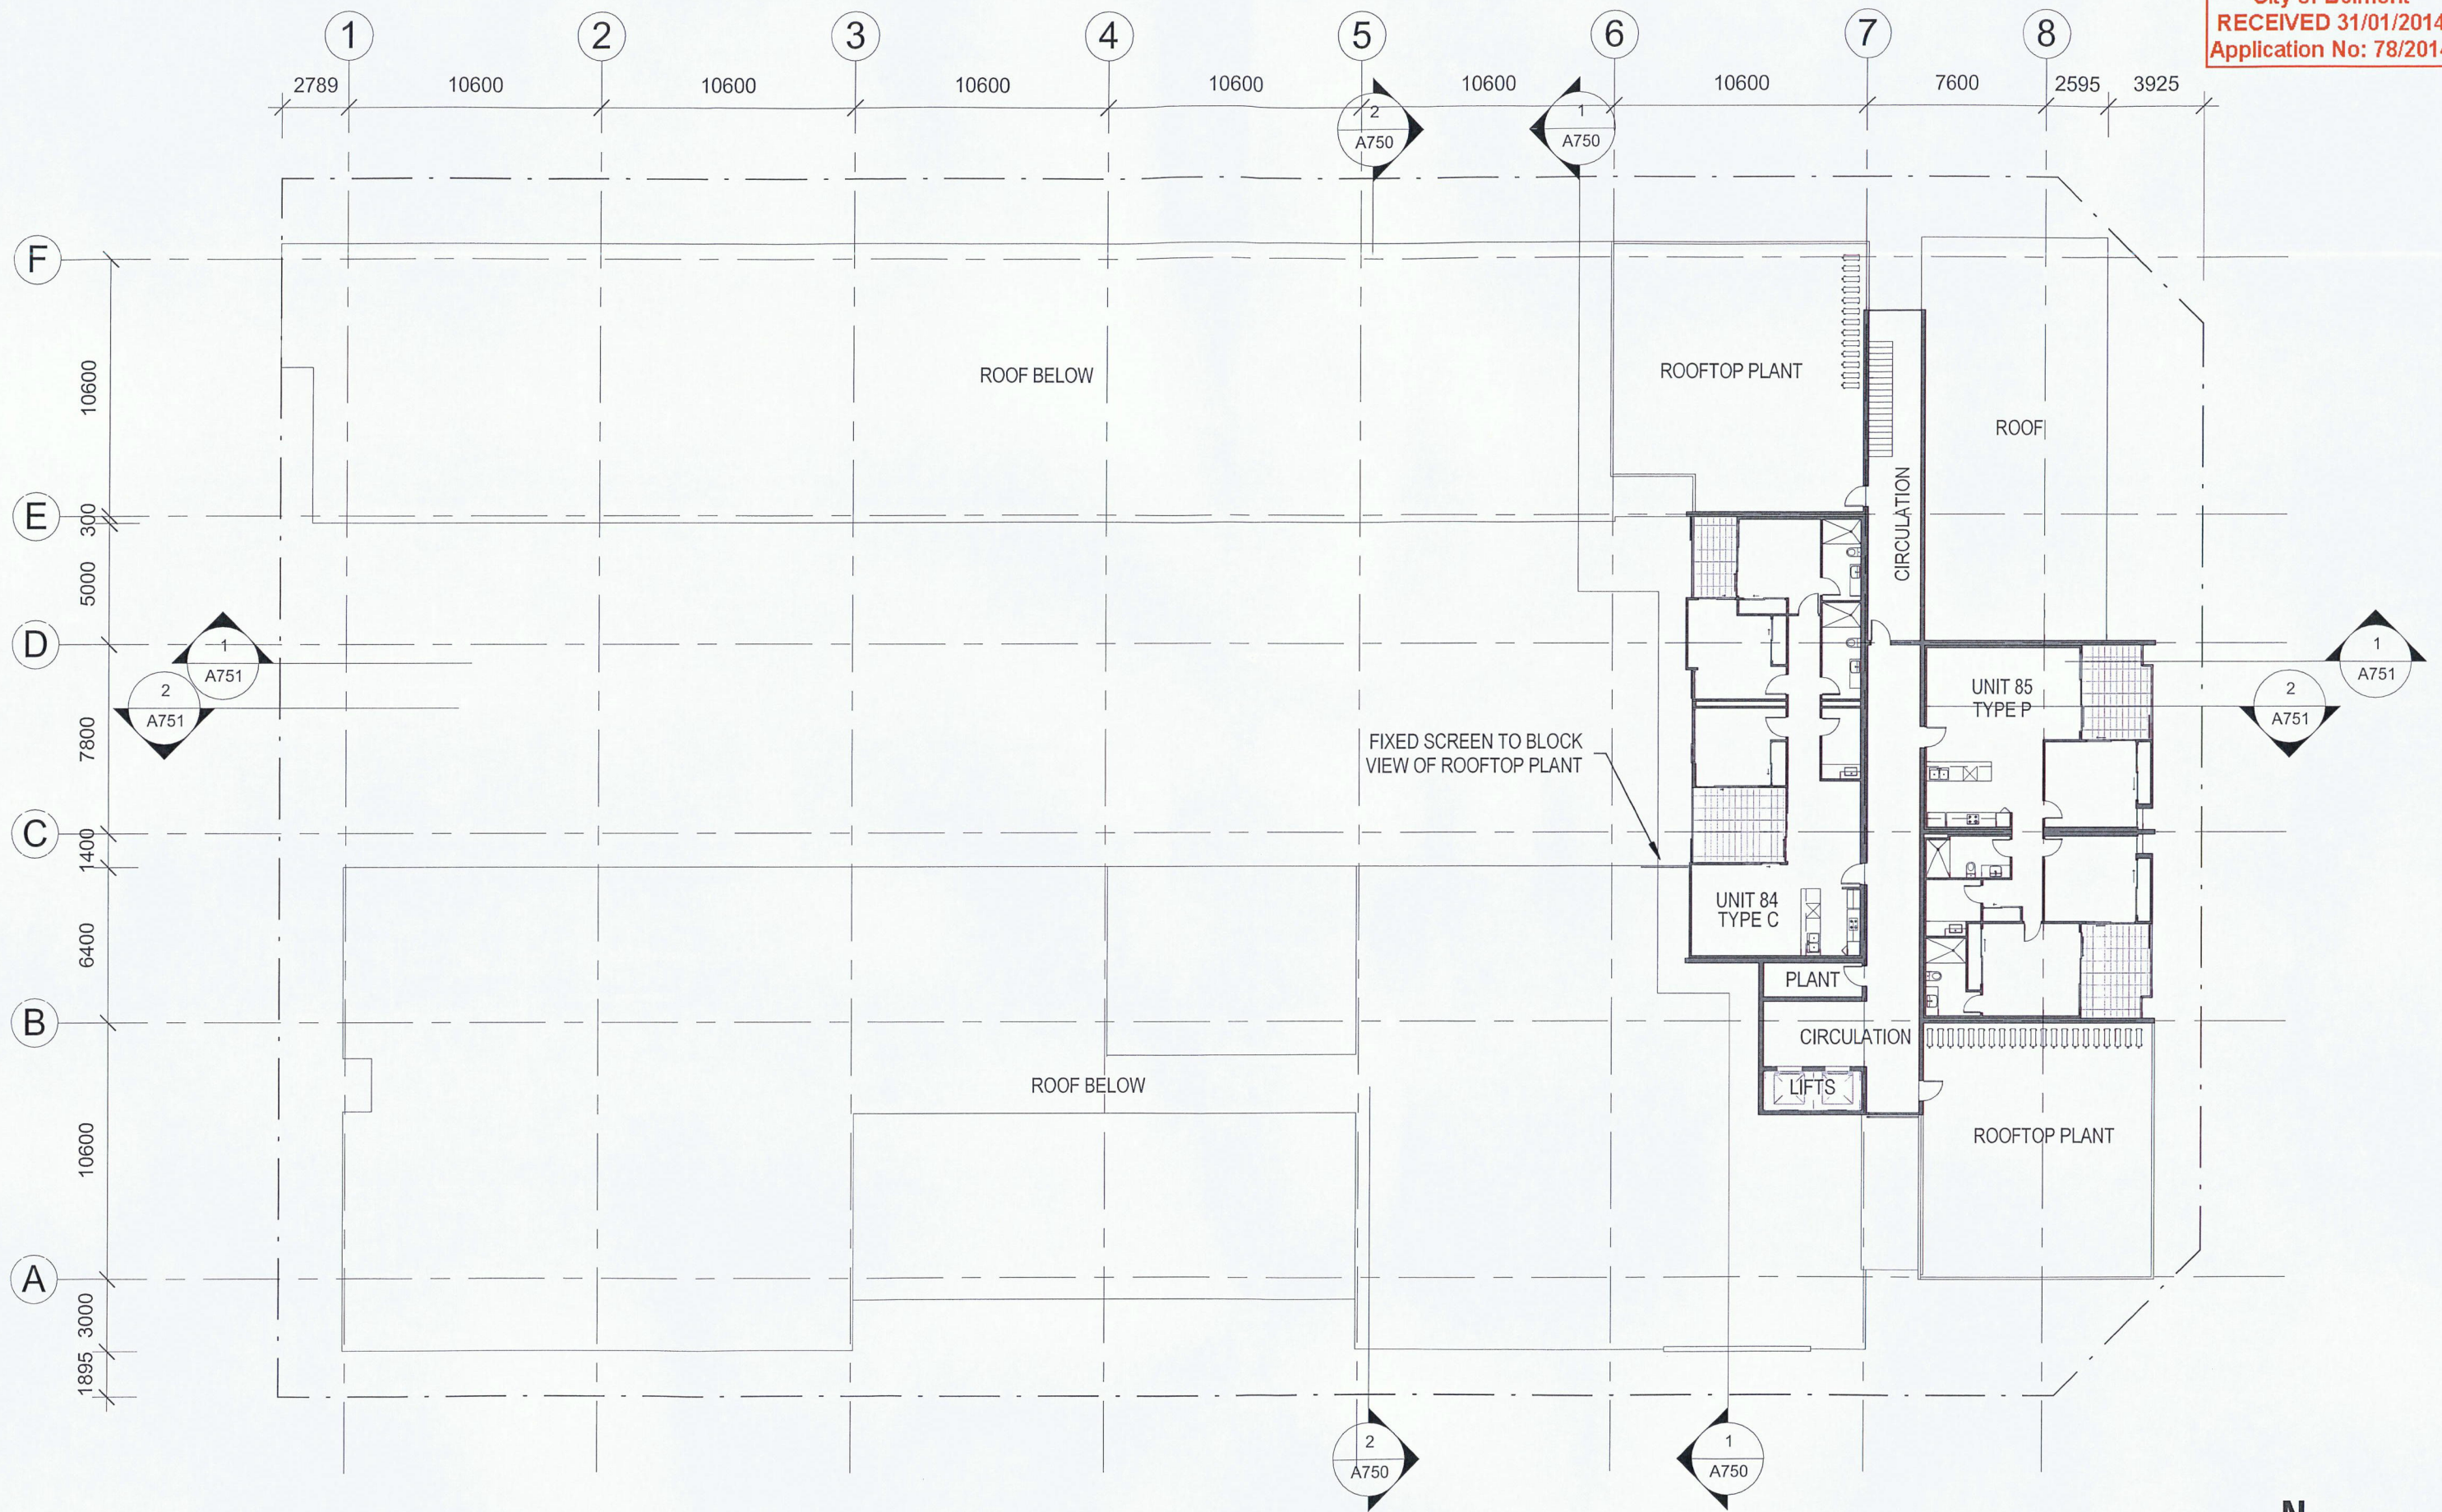 City of Belmont
RECEIVED 31/01/2014
Application No: 78/2014
1 2 3 4 5 6 7 8
2789 10600 10600 10600 10600 10600 10600 7600 2595 3925
2
A750
1
A750
F
E
D
C
B
A
10600
300
5000
7800
1400
6400
10600
3000
1895
ROOF BELOW
ROOFTOP PLANT
ROOF
CIRCULATION
1
A751
2
A751
UNIT 85
TYPE P
1
A751
2
A751
FIXED SCREEN TO BLOCK
VIEW OF ROOFTOP PLANT
UNIT 84
TYPE C
PLANT
CIRCULATION
LIFTS
ROOF BELOW
ROOFTOP PLANT
2
A750
1
A750
N